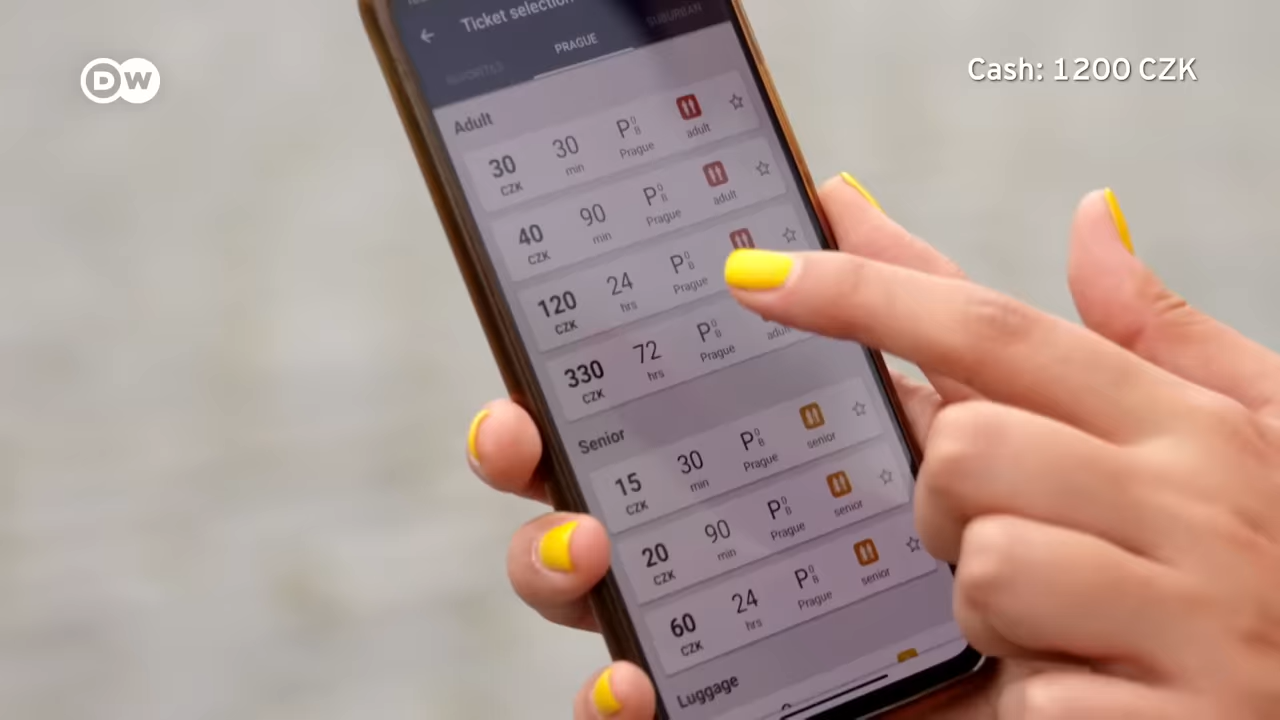 DW
Cash: 1200 CZK
Ticket selection
FAVORITES PRAGUE SUBURBAN
Adult
30 CZK 30 min P 0 B Prague adult
40 CZK 90 min P 0 B Prague adult
120 CZK 24 hrs P 0 B Prague
330 CZK 72 hrs P 0 B Prague adult
Senior
15 CZK 30 min P 0 B Prague senior
20 CZK 90 min P 0 B Prague senior
60 CZK 24 hrs P 0 B Prague senior
Luggage